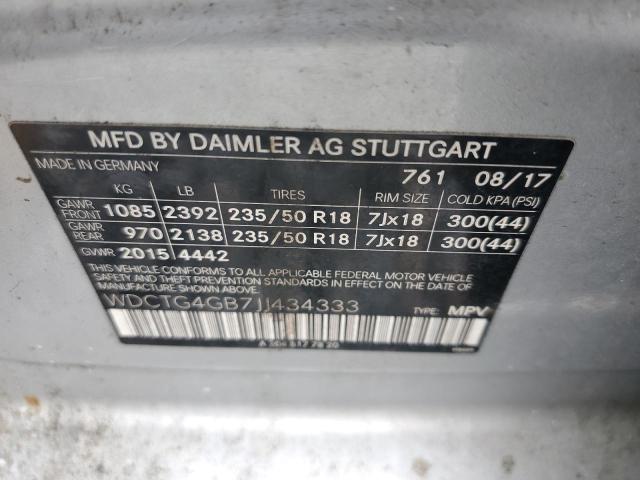 MFD BY DAIMLER AG STUTTGART
MADE IN GERMANY 761 08/17
KG LB TIRES RIM SIZE COLD KPA (PSI)
GAWR FRONT 1085 2392 235/50 R18 7Jx18 300(44)
GAWR REAR 970 2138 235/50 R18 7Jx18 300(44)
GVWR 2015 4442
THIS VEHICLE CONFORMS TO ALL APPLICABLE FEDERAL MOTOR VEHICLE
SAFETY AND THEFT PREVENTION STANDARDS IN EFFECT ON THE DATE OF
MANUFACTURE SHOWN ABOVE.
WDCTG4GB7JJ434333 TYPE: MPV